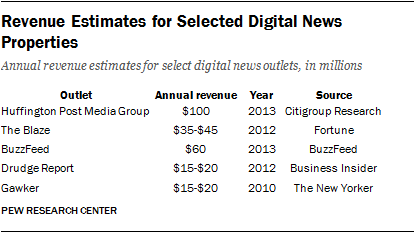 Revenue Estimates for Selected Digital News
Properties
Annual revenue estimates for select digital news outlets, in millions
Outlet Annual revenue Year Source
Huffington Post Media Group $100 2013 Citigroup Research
The Blaze $35-$45 2012 Fortune
BuzzFeed $60 2013 BuzzFeed
Drudge Report $15-$20 2012 Business Insider
Gawker $15-$20 2010 The New Yorker
PEW RESEARCH CENTER